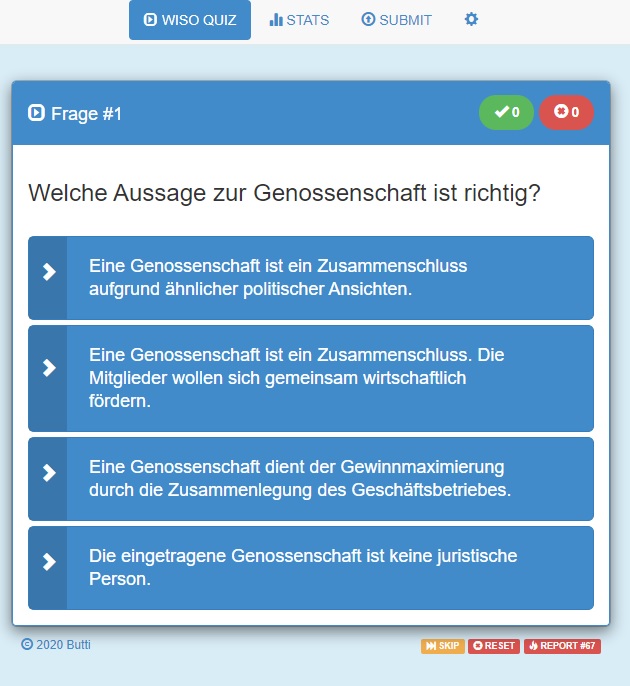 WISO QUIZ STATS SUBMIT
Frage #1 0 0
Welche Aussage zur Genossenschaft ist richtig?
Eine Genossenschaft ist ein Zusammenschluss
aufgrund ähnlicher politischer Ansichten.
Eine Genossenschaft ist ein Zusammenschluss. Die
Mitglieder wollen sich gemeinsam wirtschaftlich
fördern.
Eine Genossenschaft dient der Gewinnmaximierung
durch die Zusammenlegung des Geschäftsbetriebes.
Die eingetragene Genossenschaft ist keine juristische
Person.
© 2020 Butti SKIP RESET REPORT #67